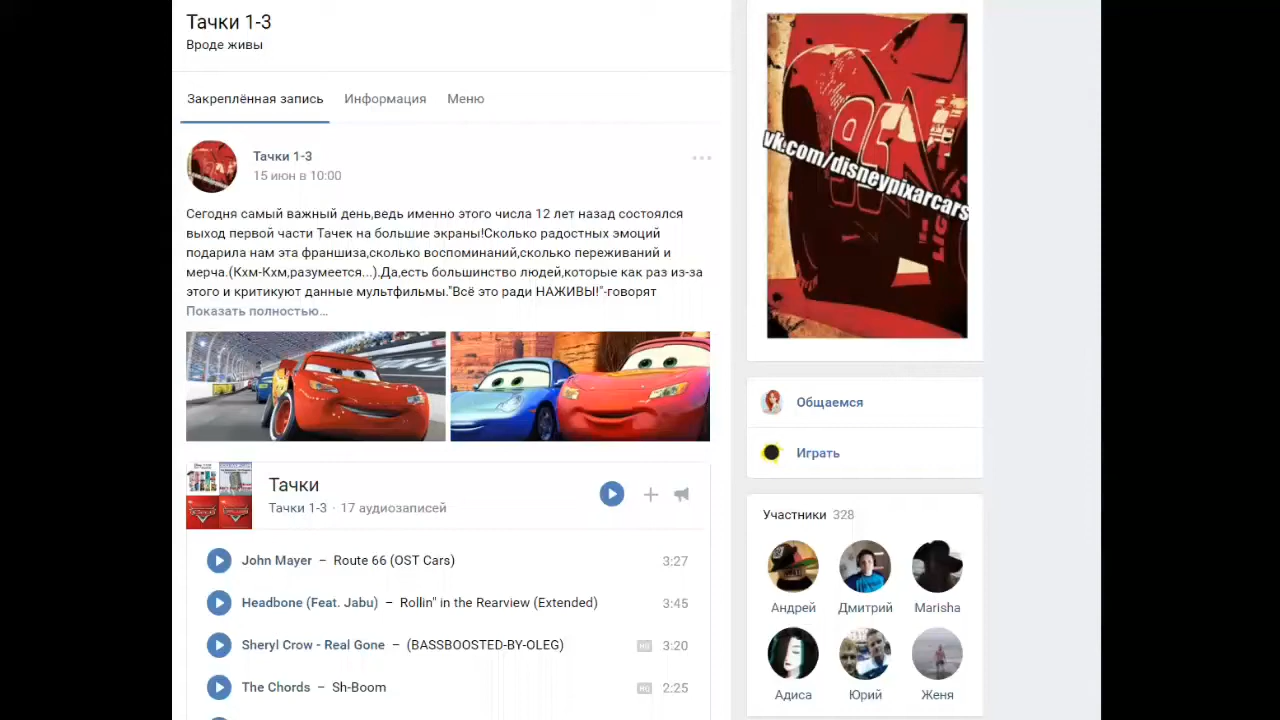 Тачки 1-3
Вроде живы
Закреплённая запись
Информация
Меню
Тачки 1-3
15 июн в 10:00
Сегодня самый важный день,ведь именно этого числа 12 лет назад состоялся
выход первой части Тачек на большие экраны!Сколько радостных эмоций
подарила нам эта франшиза,сколько воспоминаний,сколько переживаний и
мерча.(Кхм-Кхм,разумеется...).Да,есть большинство людей,которые как раз из-за
этого и критикуют данные мультфильмы."Всё это ради НАЖИВЫ!"-говорят
Показать полностью…
Тачки
Тачки 1-3 · 17 аудиозаписей
John Mayer – Route 66 (OST Cars) 3:27
Headbone (Feat. Jabu) – Rollin" in the Rearview (Extended) 3:45
Sheryl Crow - Real Gone – (BASSBOOSTED-BY-OLEG) HQ 3:20
The Chords – Sh-Boom HQ 2:25
95
vk.com/disneypixarcars
LIG
Общаемся
Играть
Участники 328
Андрей
Дмитрий
Marisha
Адиса
Юрий
Женя